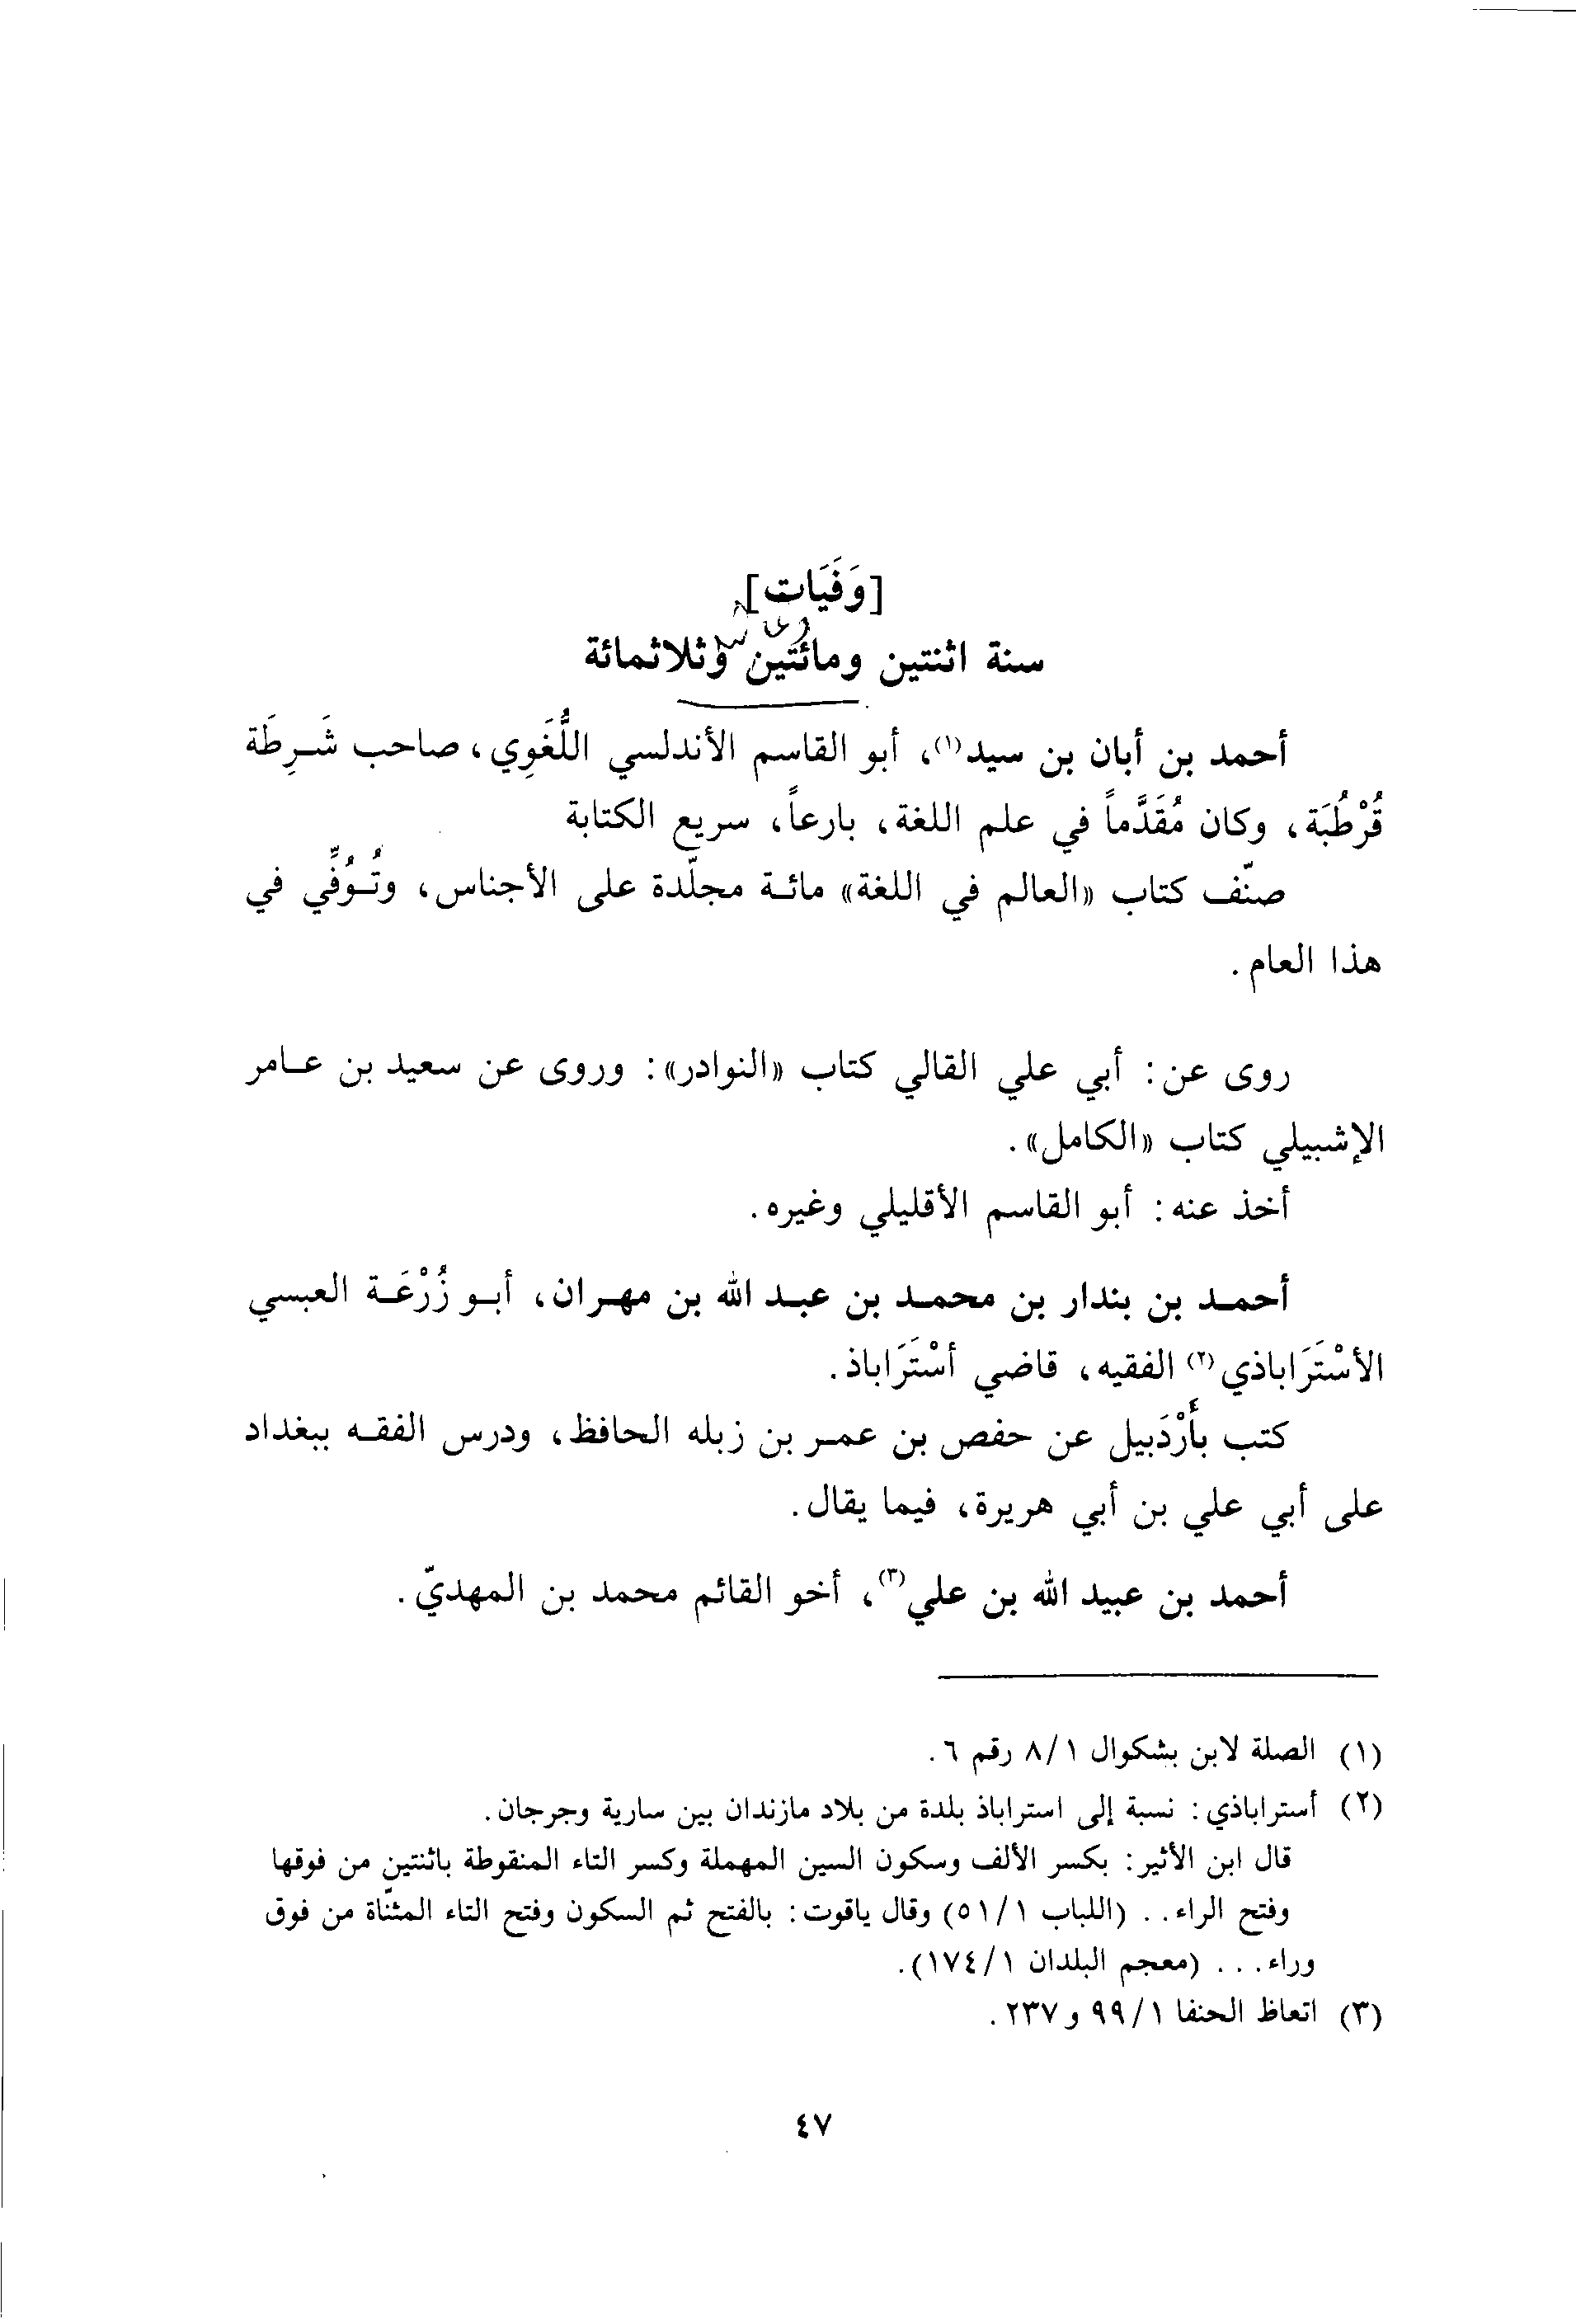 [وَفَيَات]
سنة اثنتين ومائتين وثلاثمائة
أحمد بن أبان بن سيد(١)، أبو القاسم الأندلسي اللُّغَوِي، صاحب شَرِطَة
قُرْطُبَة، وكان مُقَدَّماً في علم اللغة، بارعاً، سريع الكتابة
صنّف كتاب «العالم في اللغة» مائة مجلّدة على الأجناس، وتُوُفِّي في
هذا العام.
روى عن: أبي علي القالي كتاب «النوادر»: وروى عن سعيد بن عامر
الإشبيلي كتاب «الكامل».
أخذ عنه: أبو القاسم الأقليلي وغيره.
أحمد بن بندار بن محمد بن عبد الله بن مهران، أبو زُرْعَة العبسي
الأسْتَرَاباذي(٢) الفقيه، قاضي أسْتَرَاباذ.
كتب بأَرْدَبيل عن حفص بن عمر بن زبله الحافظ، ودرس الفقه ببغداد
على أبي علي بن أبي هريرة، فيما يقال.
أحمد بن عبيد الله بن علي(٣)، أخو القائم محمد بن المهديّ.
(١) الصلة لابن بشكوال ٨/١ رقم ٦.
(٢) أستراباذي: نسبة إلى استراباذ بلدة من بلاد مازندان بين سارية وجرجان.
قال ابن الأثير: بكسر الألف وسكون السين المهملة وكسر التاء المنقوطة باثنتين من فوقها
وفتح الراء.. (اللباب ٥١/١) وقال ياقوت: بالفتح ثم السكون وفتح التاء المثنّاة من فوق
وراء... (معجم البلدان ١٧٤/١).
(٣) اتعاظ الحنفا ٩٩/١ و٢٣٧.
٤٧